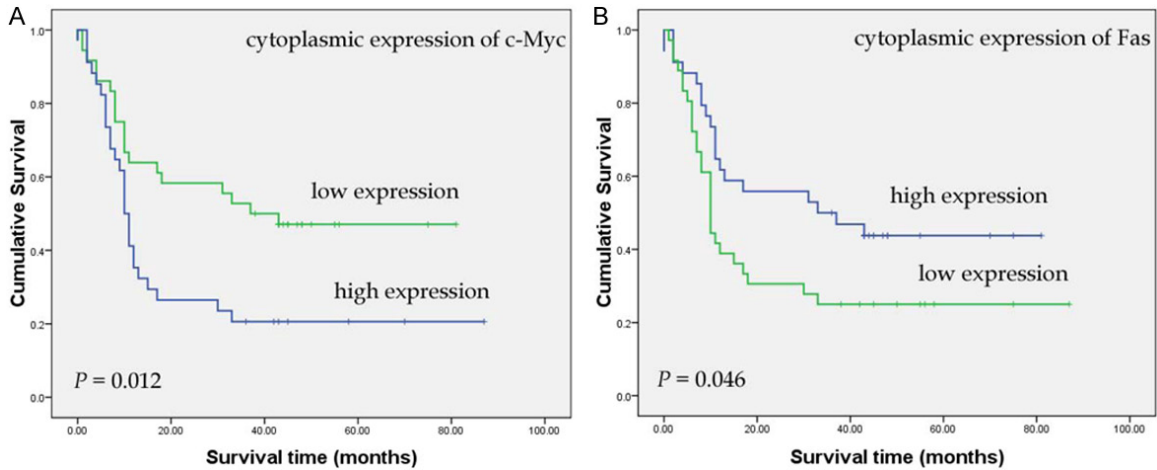 A
cytoplasmic expression of c-Myc
Cumulative Survival
1.0
0.8
0.6
0.4
0.2
0.0
low expression
high expression
P = 0.012
0.00 20.00 40.00 60.00 80.00 100.00
Survival time (months)
B
cytoplasmic expression of Fas
Cumulative Survival
1.0
0.8
0.6
0.4
0.2
0.0
high expression
low expression
P = 0.046
0.00 20.00 40.00 60.00 80.00 100.00
Survival time (months)